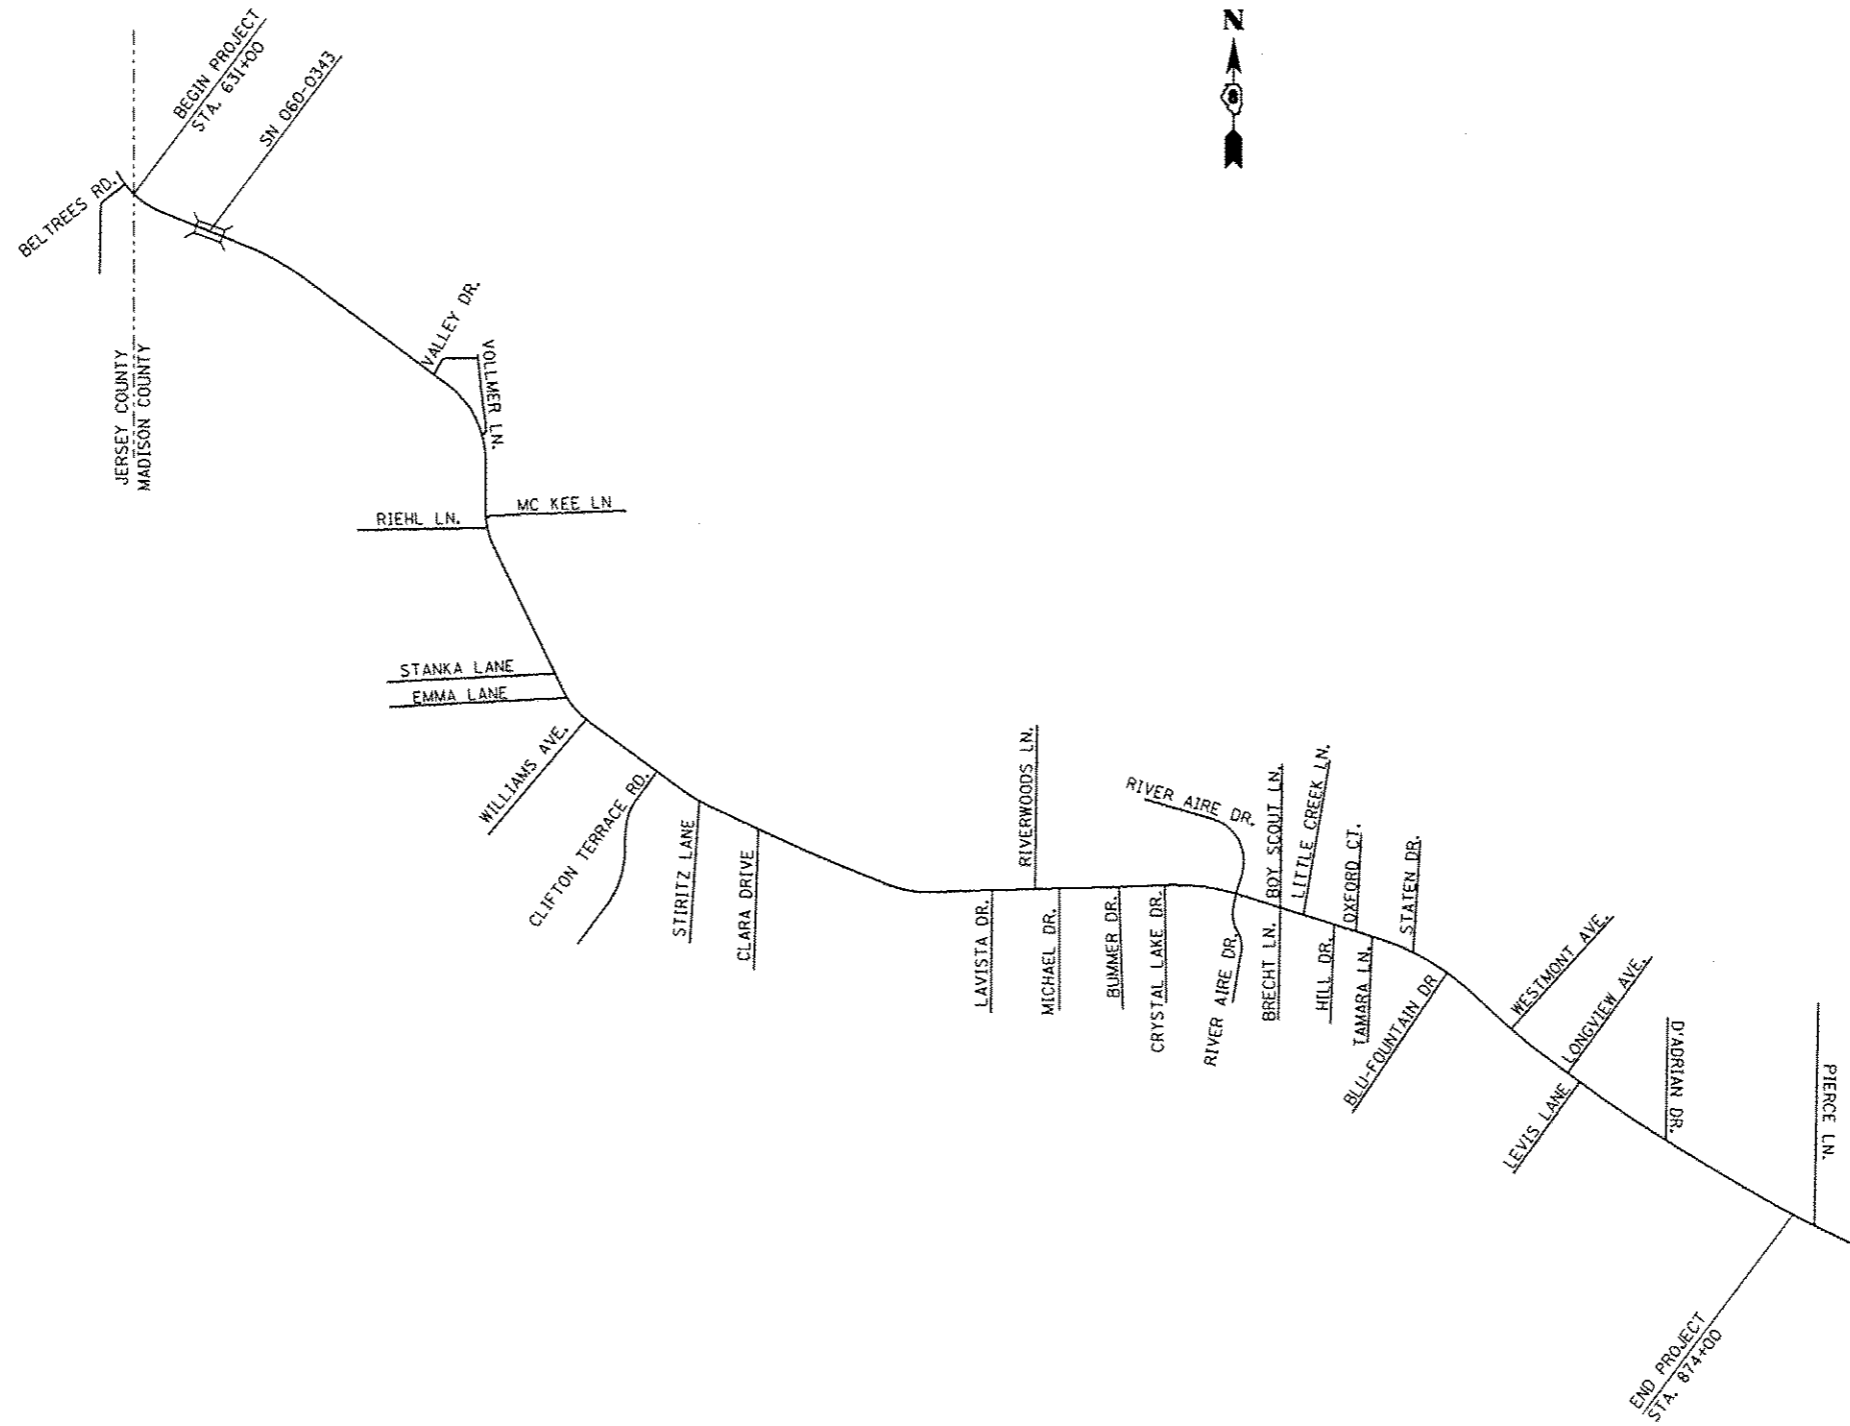 N
8
BEGIN PROJECT
STA. 631+00
SN 060-0343
BELTREES RD.
JERSEY COUNTY
MADISON COUNTY
VALLEY DR.
VOLLMER LN.
RIEHL LN.
MC KEE LN
STANKA LANE
EMMA LANE
WILLIAMS AVE.
CLIFTON TERRACE RD.
STIRITZ LANE
CLARA DRIVE
LAVISTA DR.
RIVERWOODS LN.
MICHAEL DR.
BUMMER DR.
CRYSTAL LAKE DR.
RIVER AIRE DR.
RIVER AIRE DR.
BRECHT LN.
BOY SCOUT LN.
LITTLE CREEK LN.
HILL DR.
OXFORD CT.
TAMARA LN.
STATEN DR.
BLU-FOUNTAIN DR
WESTMONT AVE.
LONGVIEW AVE.
LEVIS LANE
D'ADRIAN DR.
PIERCE LN.
END PROJECT
STA. 874+00